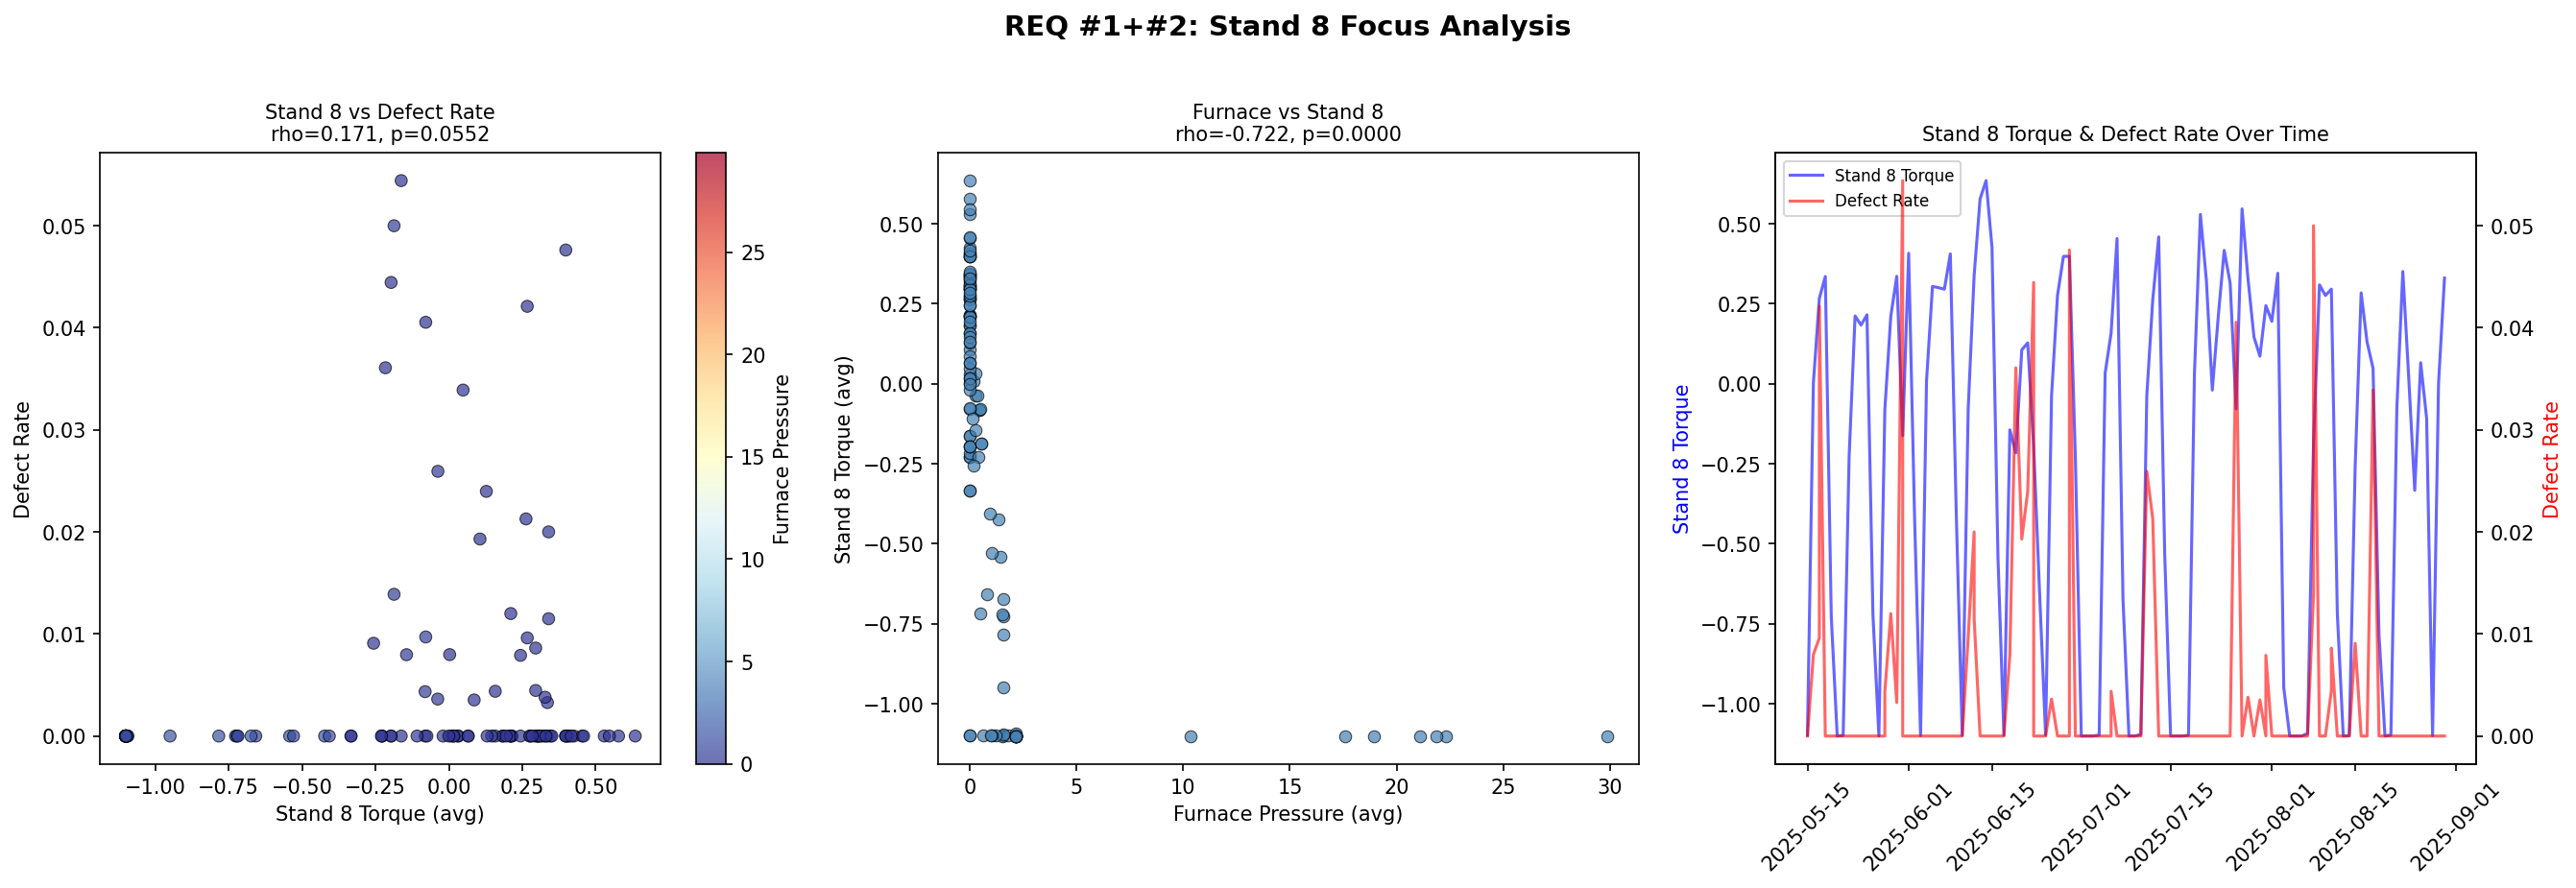 REQ #1+#2: Stand 8 Focus Analysis
Stand 8 vs Defect Rate
rho=0.171, p=0.0552
Defect Rate
0.05
0.04
0.03
0.02
0.01
0.00
−1.00 −0.75 −0.50 −0.25 0.00 0.25 0.50
Stand 8 Torque (avg)
25
20
15
10
5
0
Furnace Pressure
Furnace vs Stand 8
rho=-0.722, p=0.0000
Stand 8 Torque (avg)
0.50
0.25
0.00
−0.25
−0.50
−0.75
−1.00
0 5 10 15 20 25 30
Furnace Pressure (avg)
Stand 8 Torque & Defect Rate Over Time
Stand 8 Torque
Defect Rate
Stand 8 Torque
0.50
0.25
0.00
−0.25
−0.50
−0.75
−1.00
0.05
0.04
0.03
0.02
0.01
0.00
Defect Rate
2025-05-15 2025-06-01 2025-06-15 2025-07-01 2025-07-15 2025-08-01 2025-08-15 2025-09-01